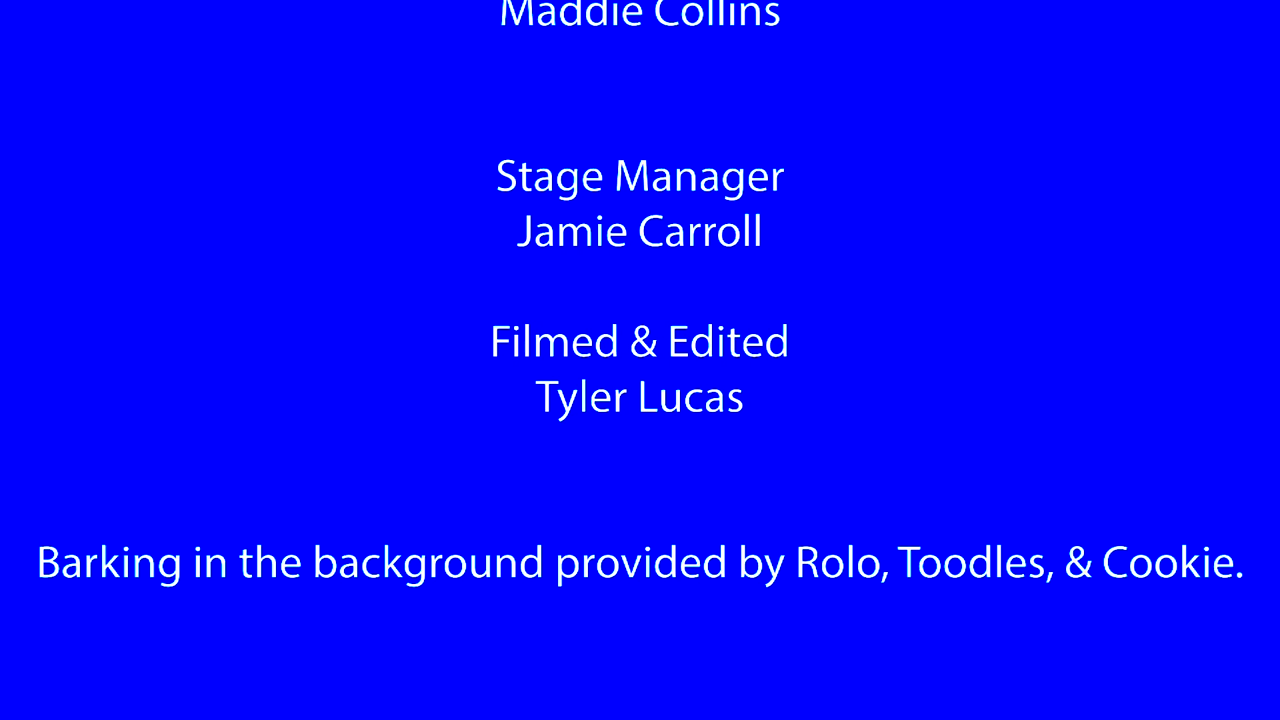 Maddie Collins
Stage Manager
Jamie Carroll
Filmed & Edited
Tyler Lucas
Barking in the background provided by Rolo, Toodles, & Cookie.